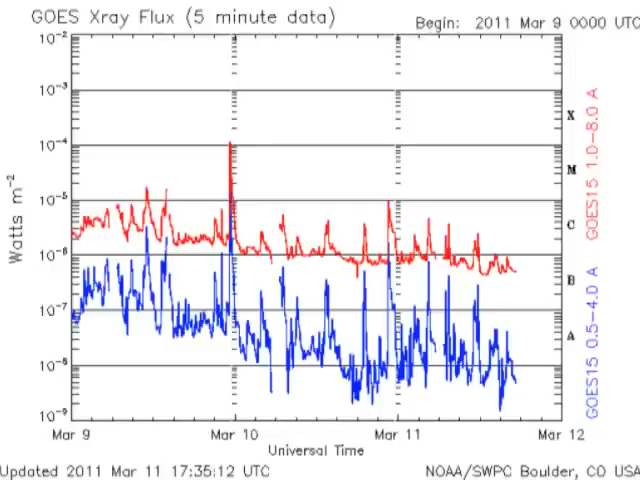 GOES Xray Flux (5 minute data)
Begin: 2011 Mar 9 0000 UTC
10⁻²
10⁻³
10⁻⁴
10⁻⁵
10⁻⁶
10⁻⁷
10⁻⁸
10⁻⁹
Watts m⁻²
X
M
C
B
A
GOES15 1.0-8.0 A
GOES15 0.5-4.0 A
Mar 9 Mar 10 Mar 11 Mar 12
Universal Time
Updated 2011 Mar 11 17:35:12 UTC
NOAA/SWPC Boulder, CO USA